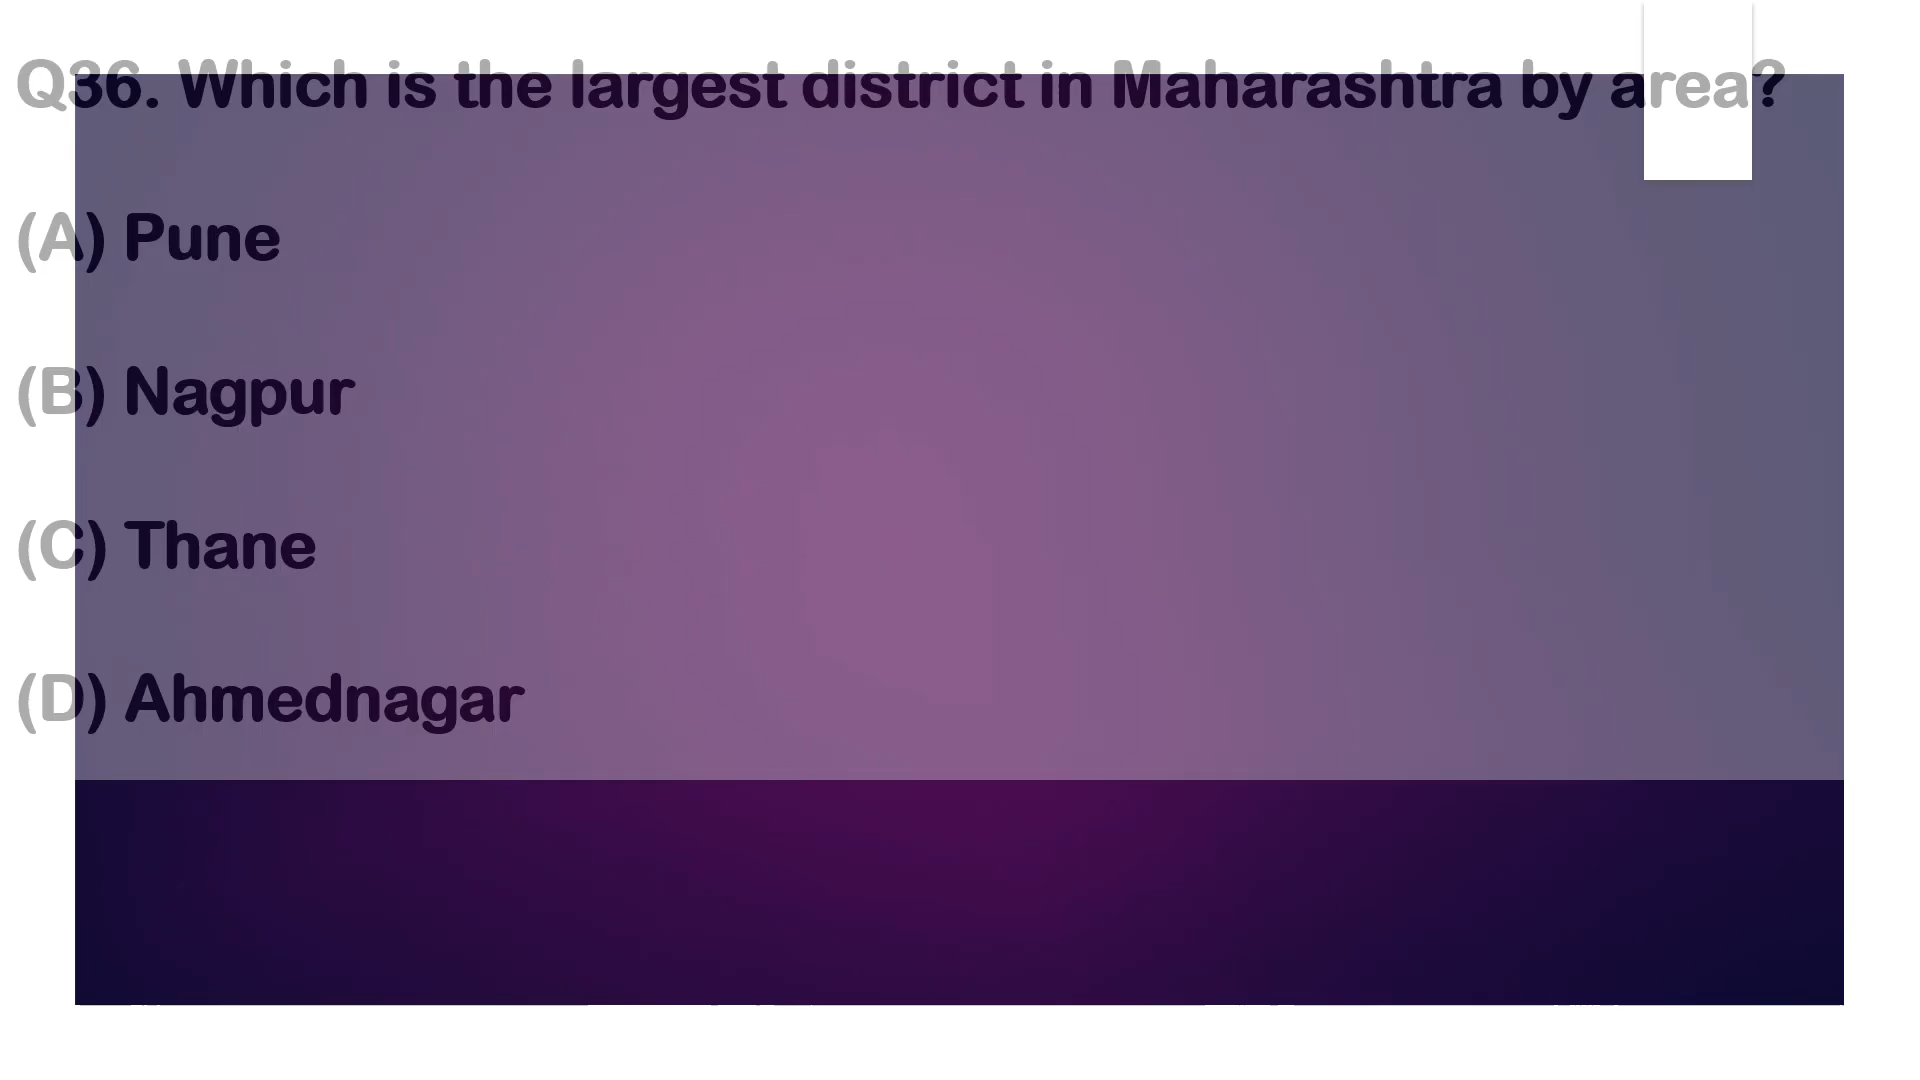 Q36. Which is the largest district in Maharashtra by area?
(A) Pune
(B) Nagpur
(C) Thane
(D) Ahmednagar